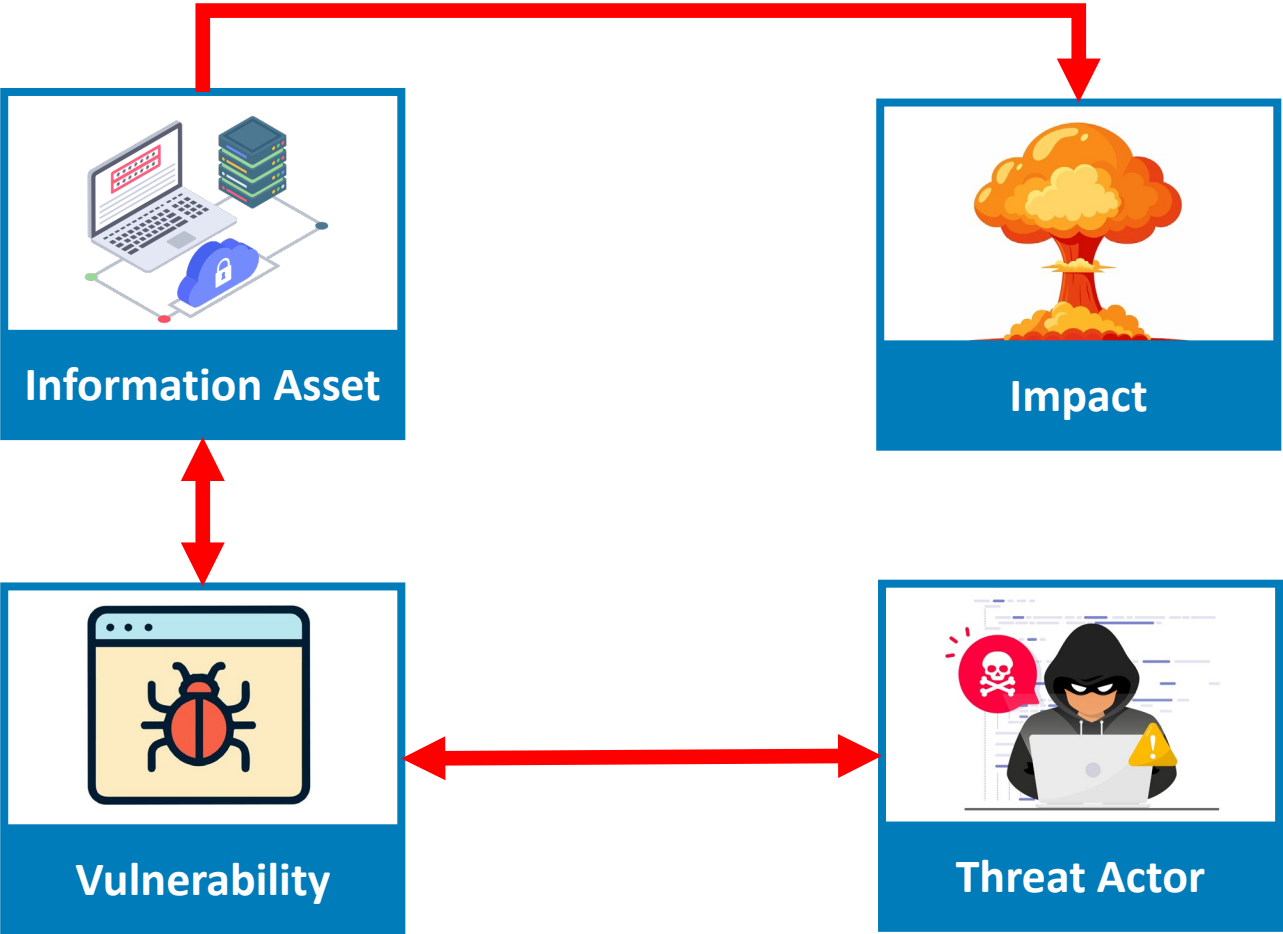 Information Asset
Impact
Vulnerability
Threat Actor